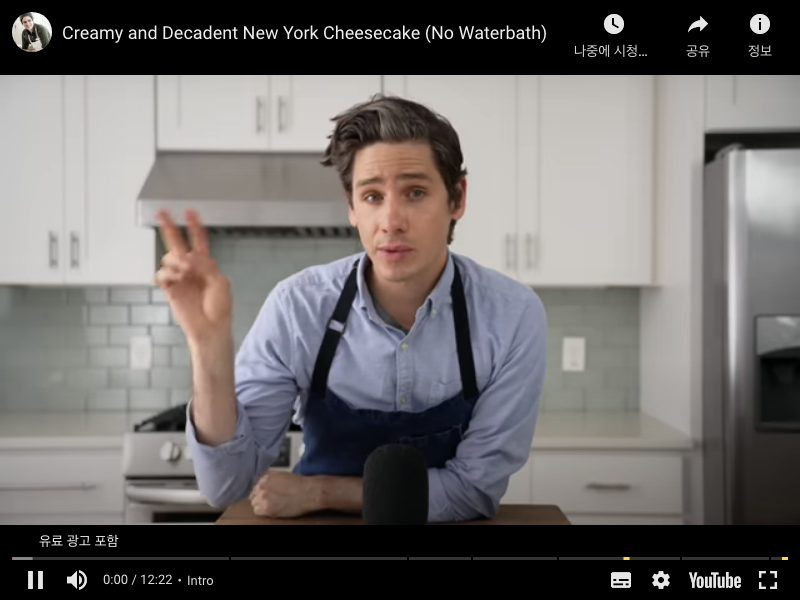 Creamy and Decadent New York Cheesecake (No Waterbath)
나중에 시청...
공유
정보
유료 광고 포함
0:00 / 12:22 • Intro
YouTube